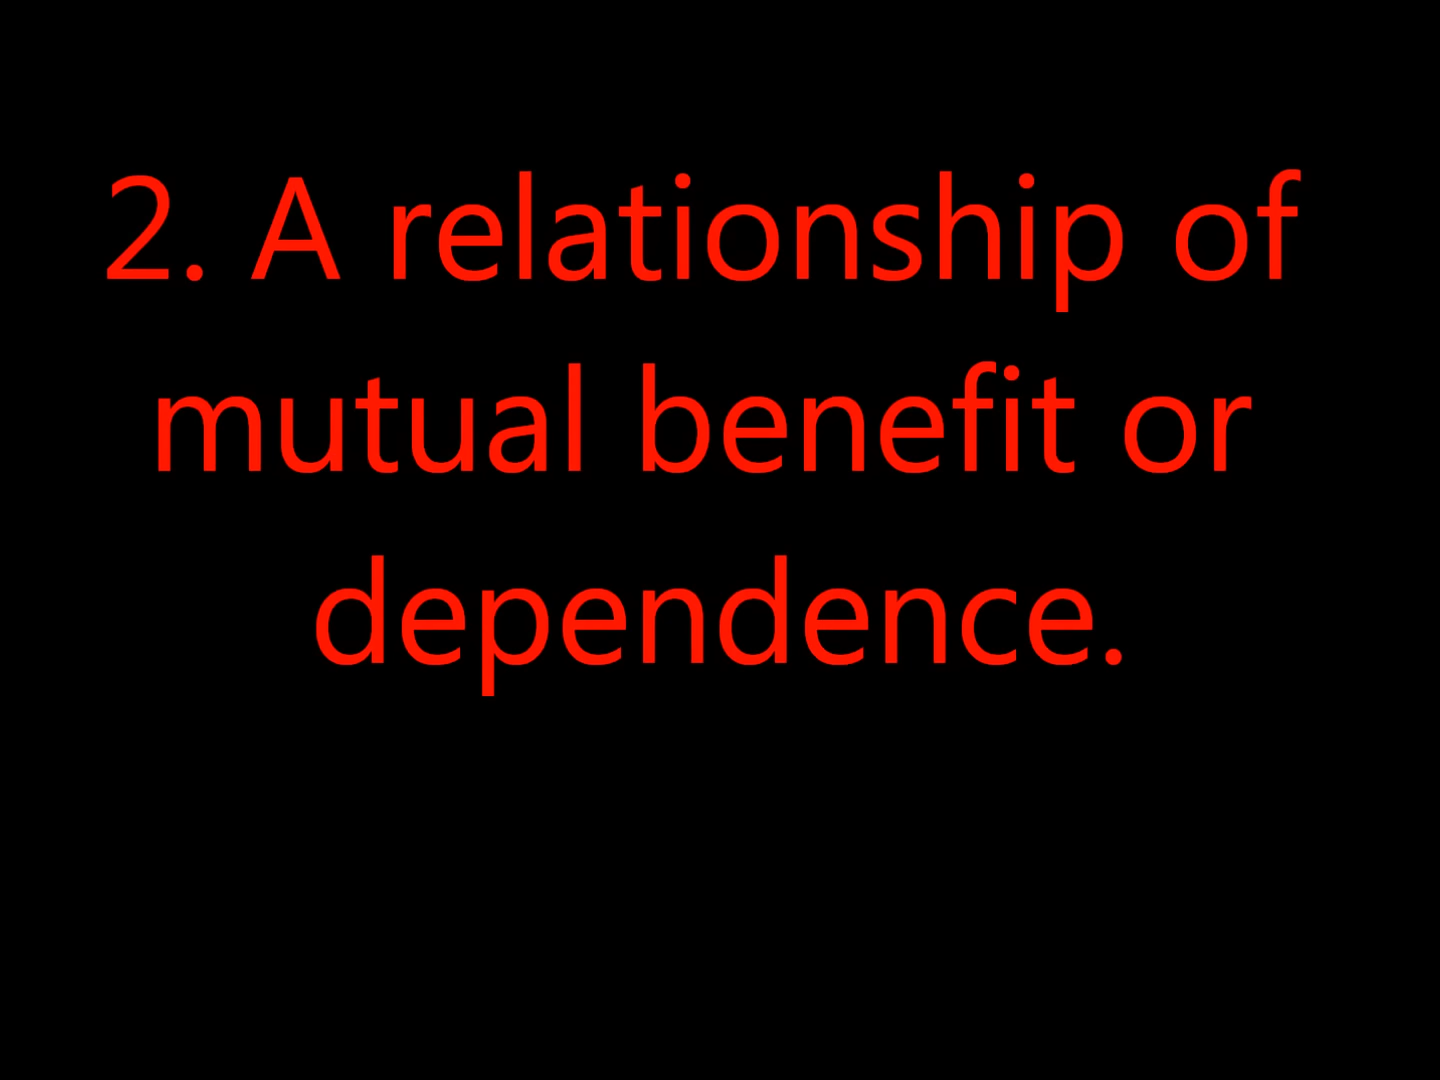 2. A relationship of
mutual benefit or
dependence.